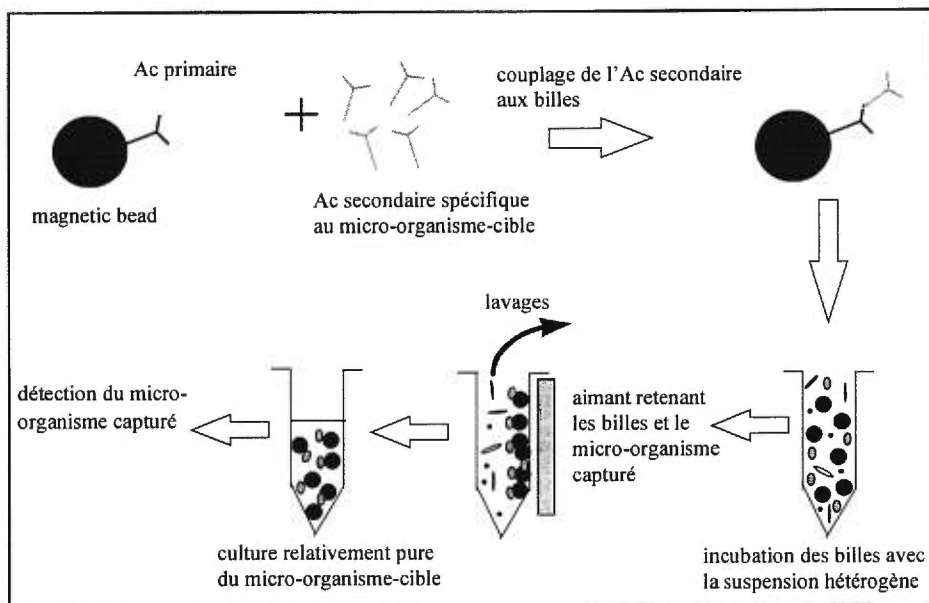 Ac primaire
magnetic bead
+
Ac secondaire spécifique
au micro-organisme-cible
couplage de l'Ac secondaire
aux billes
incubation des billes avec
la suspension hétérogène
aimant retenant
les billes et le
micro-organisme
capturé
lavages
culture relativement pure
du micro-organisme-cible
détection du micro-
organisme capturé